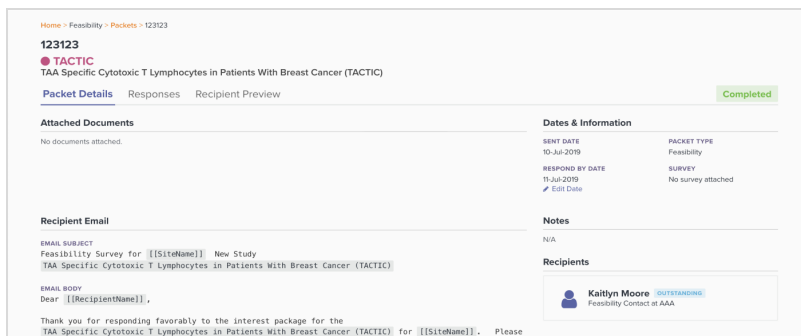 Home > Feasibility > Packets > 123123
123123
TACTIC
TAA Specific Cytotoxic T Lymphocytes in Patients With Breast Cancer (TACTIC)
Packet Details Responses Recipient Preview Completed
Attached Documents
No documents attached.
Dates & Information
SENT DATE PACKET TYPE
10-Jul-2019 Feasibility
RESPOND BY DATE SURVEY
11-Jul-2019 No survey attached
Edit Date
Recipient Email
EMAIL SUBJECT
Feasibility Survey for [[SiteName]] New Study
TAA Specific Cytotoxic T Lymphocytes in Patients With Breast Cancer (TACTIC)
EMAIL BODY
Dear [[RecipientName]],
Thank you for responding favorably to the interest package for the
TAA Specific Cytotoxic T Lymphocytes in Patients With Breast Cancer (TACTIC) for [[SiteName]]. Please
Notes
N/A
Recipients
Kaitlyn Moore OUTSTANDING
Feasibility Contact at AAA